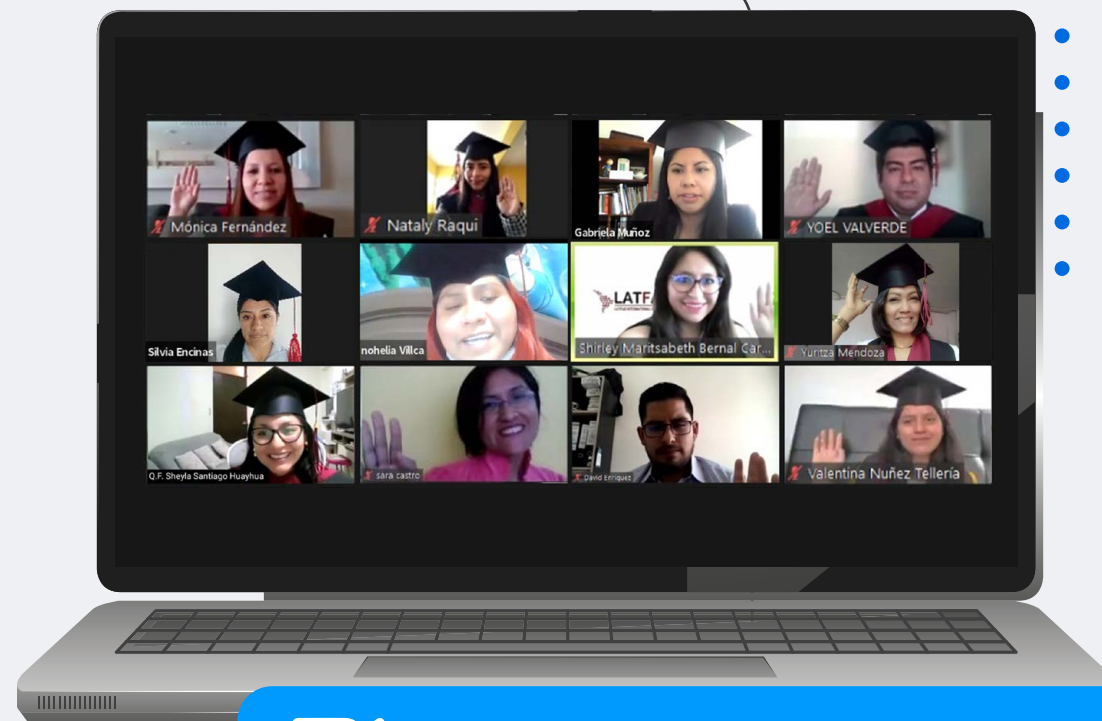 Mónica Fernández
Nataly Raqui
Gabriela Muñoz
YOEL VALVERDE
Silvia Encinas
nohelia Villca
LATF
Shirley Maritsabeth Bernal Car...
Yuritza Mendoza
Q.F. Sheyla Santiago Huayhua
sara castro
David Enriquez
Valentina Nuñez Tellería